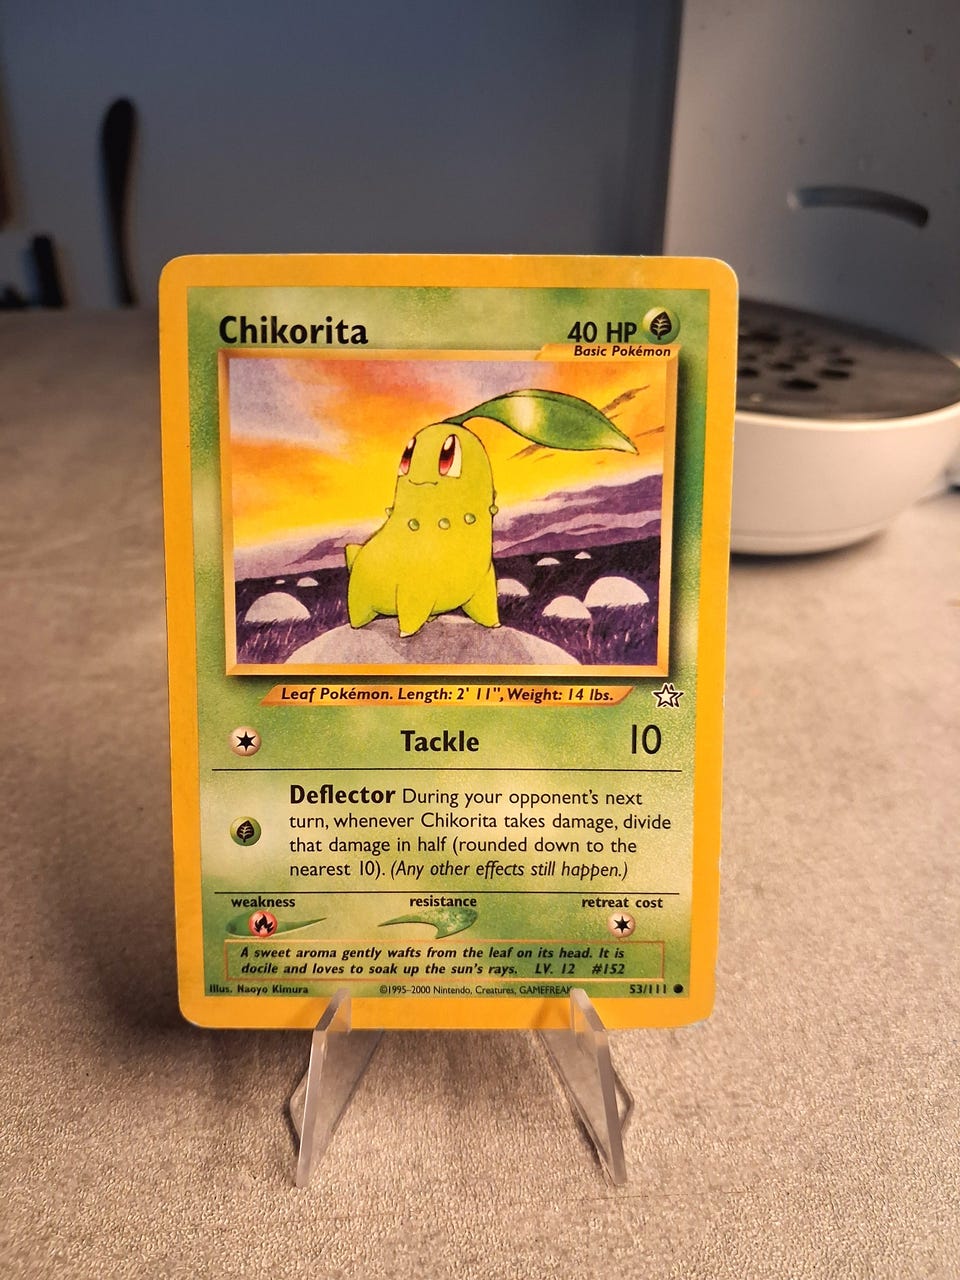 Chikorita
40 HP
Basic Pokémon
Leaf Pokémon. Length: 2' 11", Weight: 14 lbs.
Tackle 10
Deflector During your opponent's next
turn, whenever Chikorita takes damage, divide
that damage in half (rounded down to the
nearest 10). (Any other effects still happen.)
weakness resistance retreat cost
A sweet aroma gently wafts from the leaf on its head. It is
docile and loves to soak up the sun's rays. LV. 12 #152
Illus. Naoyo Kimura ©1995–2000 Nintendo, Creatures, GAMEFREAK 53/111